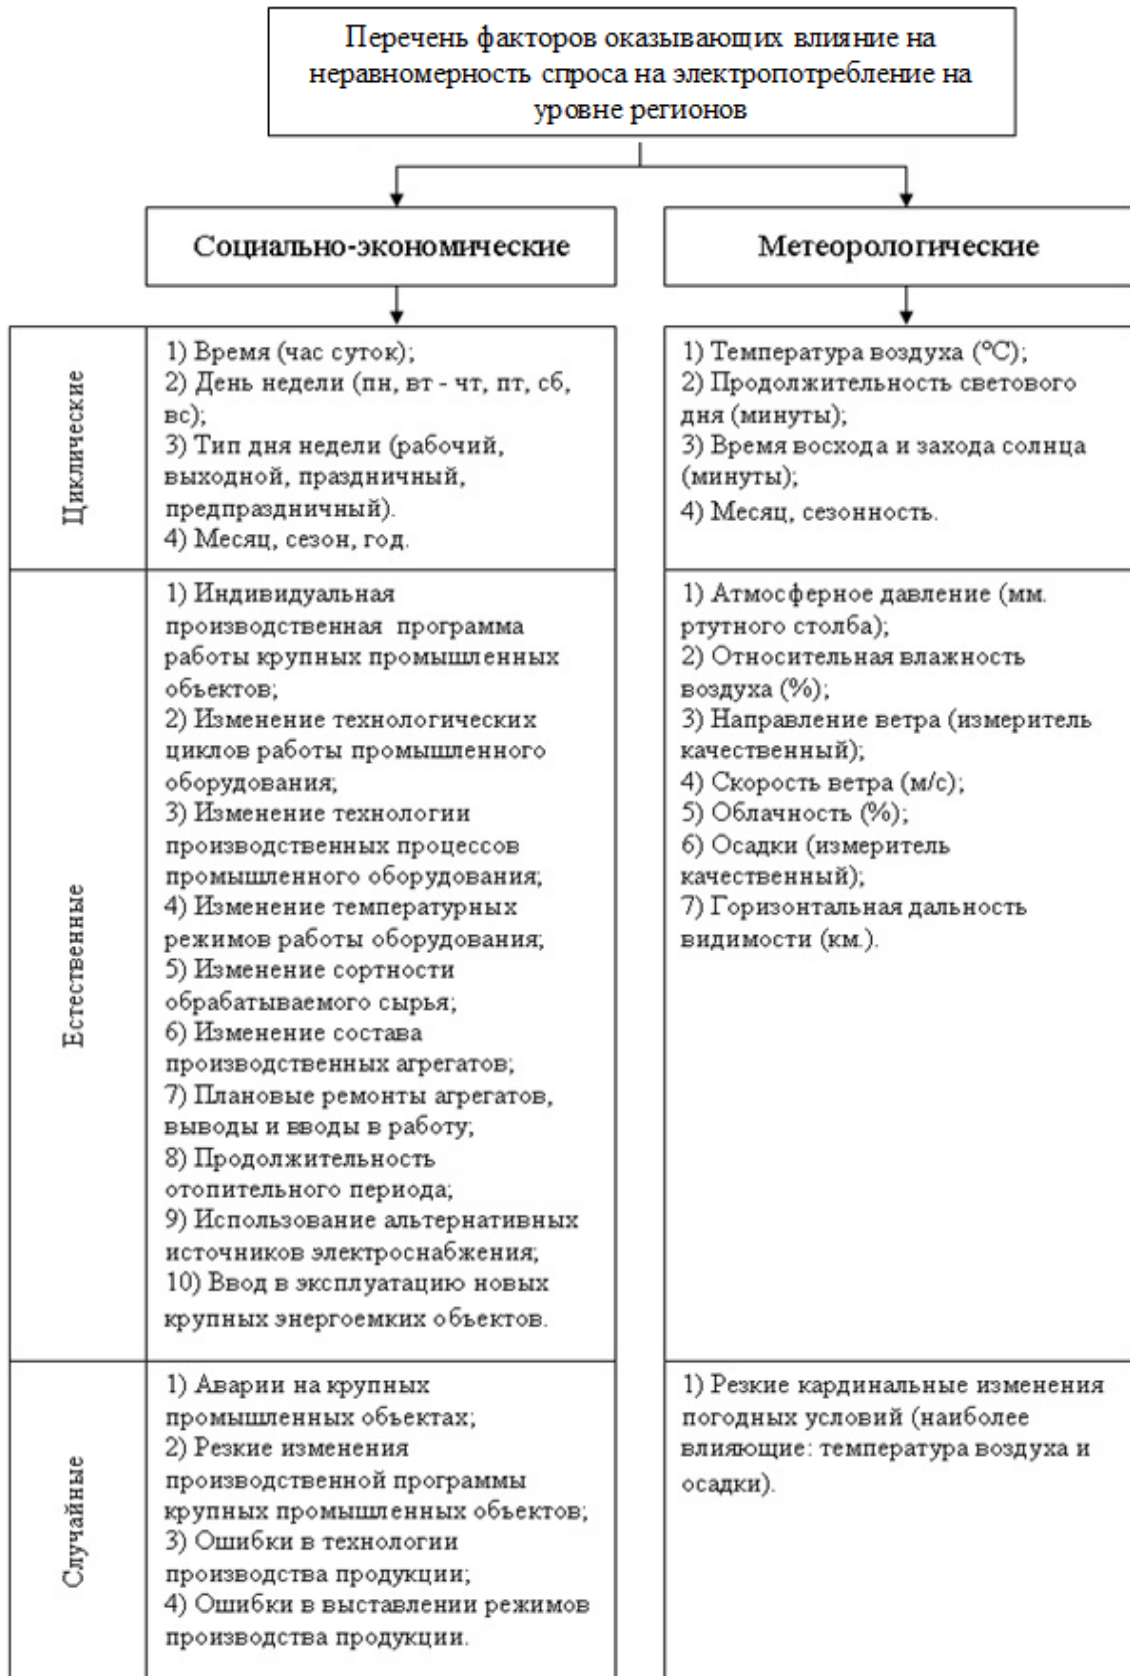 Перечень факторов оказывающих влияние на
неравномерность спроса на электропотребление на
уровне регионов
Социально-экономические
Метеорологические
Циклические
1) Время (час суток);
2) День недели (пн, вт - чт, пт, сб,
вс);
3) Тип дня недели (рабочий,
выходной, праздничный,
предпраздничный).
4) Месяц, сезон, год.
1) Температура воздуха (°C);
2) Продолжительность светового
дня (минуты);
3) Время восхода и захода солнца
(минуты);
4) Месяц, сезонность.
Естественные
1) Индивидуальная
производственная программа
работы крупных промышленных
объектов;
2) Изменение технологических
циклов работы промышленного
оборудования;
3) Изменение технологии
производственных процессов
промышленного оборудования;
4) Изменение температурных
режимов работы оборудования;
5) Изменение сортности
обрабатываемого сырья;
6) Изменение состава
производственных агрегатов;
7) Плановые ремонты агрегатов,
выводы и вводы в работу;
8) Продолжительность
отопительного периода;
9) Использование альтернативных
источников электроснабжения;
10) Ввод в эксплуатацию новых
крупных энергоемких объектов.
1) Атмосферное давление (мм.
ртутного столба);
2) Относительная влажность
воздуха (%);
3) Направление ветра (измеритель
качественный);
4) Скорость ветра (м/с);
5) Облачность (%);
6) Осадки (измеритель
качественный);
7) Горизонтальная дальность
видимости (км.).
Случайные
1) Аварии на крупных
промышленных объектах;
2) Резкие изменения
производственной программы
крупных промышленных объектов;
3) Ошибки в технологии
производства продукции;
4) Ошибки в выставлении режимов
производства продукции.
1) Резкие кардинальные изменения
погодных условий (наиболее
влияющие: температура воздуха и
осадки).